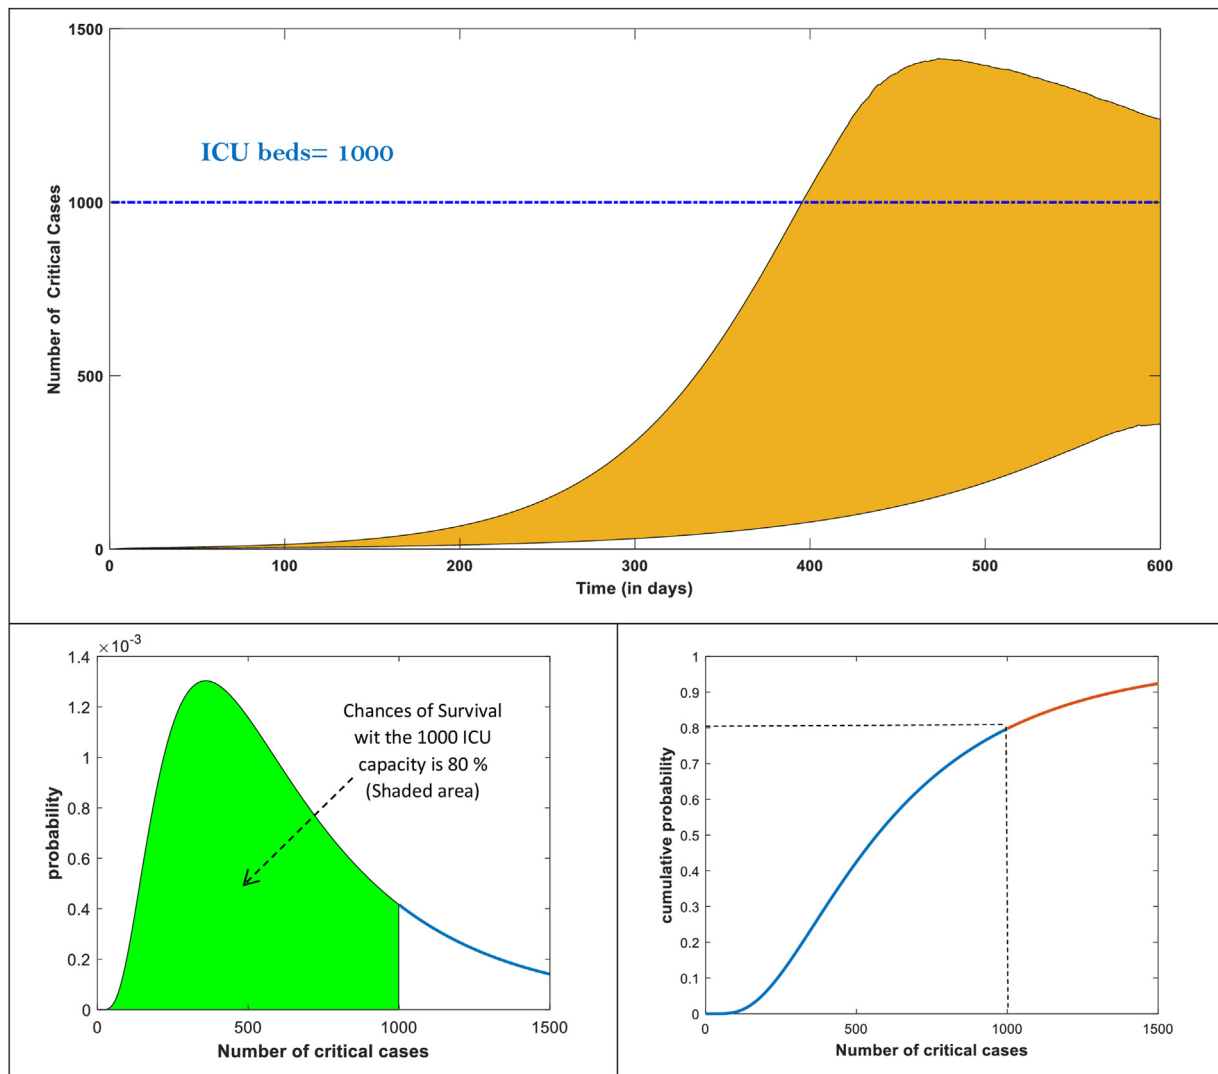 1500
1000
500
0
Number of Critical Cases
ICU beds= 1000
0 100 200 300 400 500 600
Time (in days)
×10-3
1.4
1.2
1
0.8
0.6
0.4
0.2
0
probability
Chances of Survival
wit the 1000 ICU
capacity is 80 %
(Shaded area)
0 500 1000 1500
Number of critical cases
1
0.9
0.8
0.7
0.6
0.5
0.4
0.3
0.2
0.1
0
cumulative probability
0 500 1000 1500
Number of critical cases